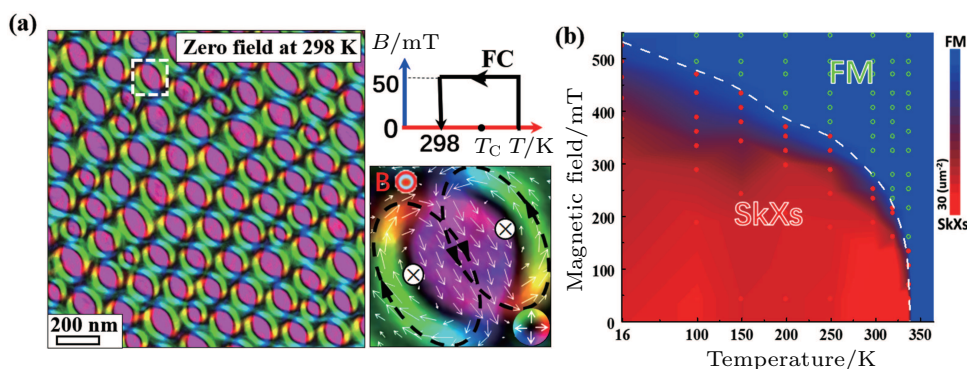 (a)
Zero field at 298 K
200 nm
B/mT
FC
50
0
298
TC
T/K
B
(b)
Magnetic field/mT
500
400
300
200
100
0
FM
SkXs
16
100
150
200
250
300
350
Temperature/K
FM
30 (um⁻²)
SkXs